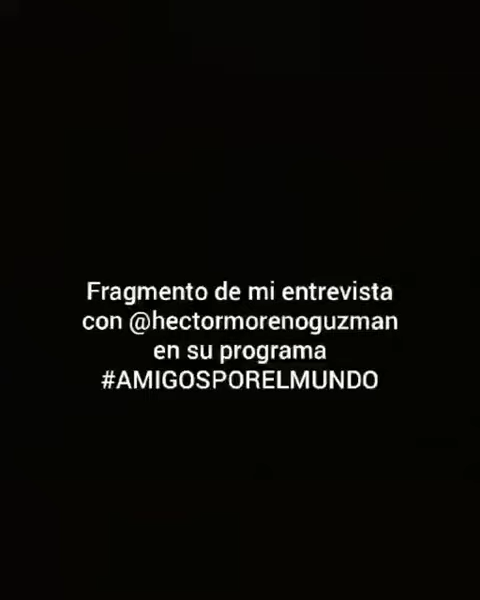 Fragmento de mi entrevista
con @hectormorenoguzman
en su programa
#AMIGOSPORELMUNDO